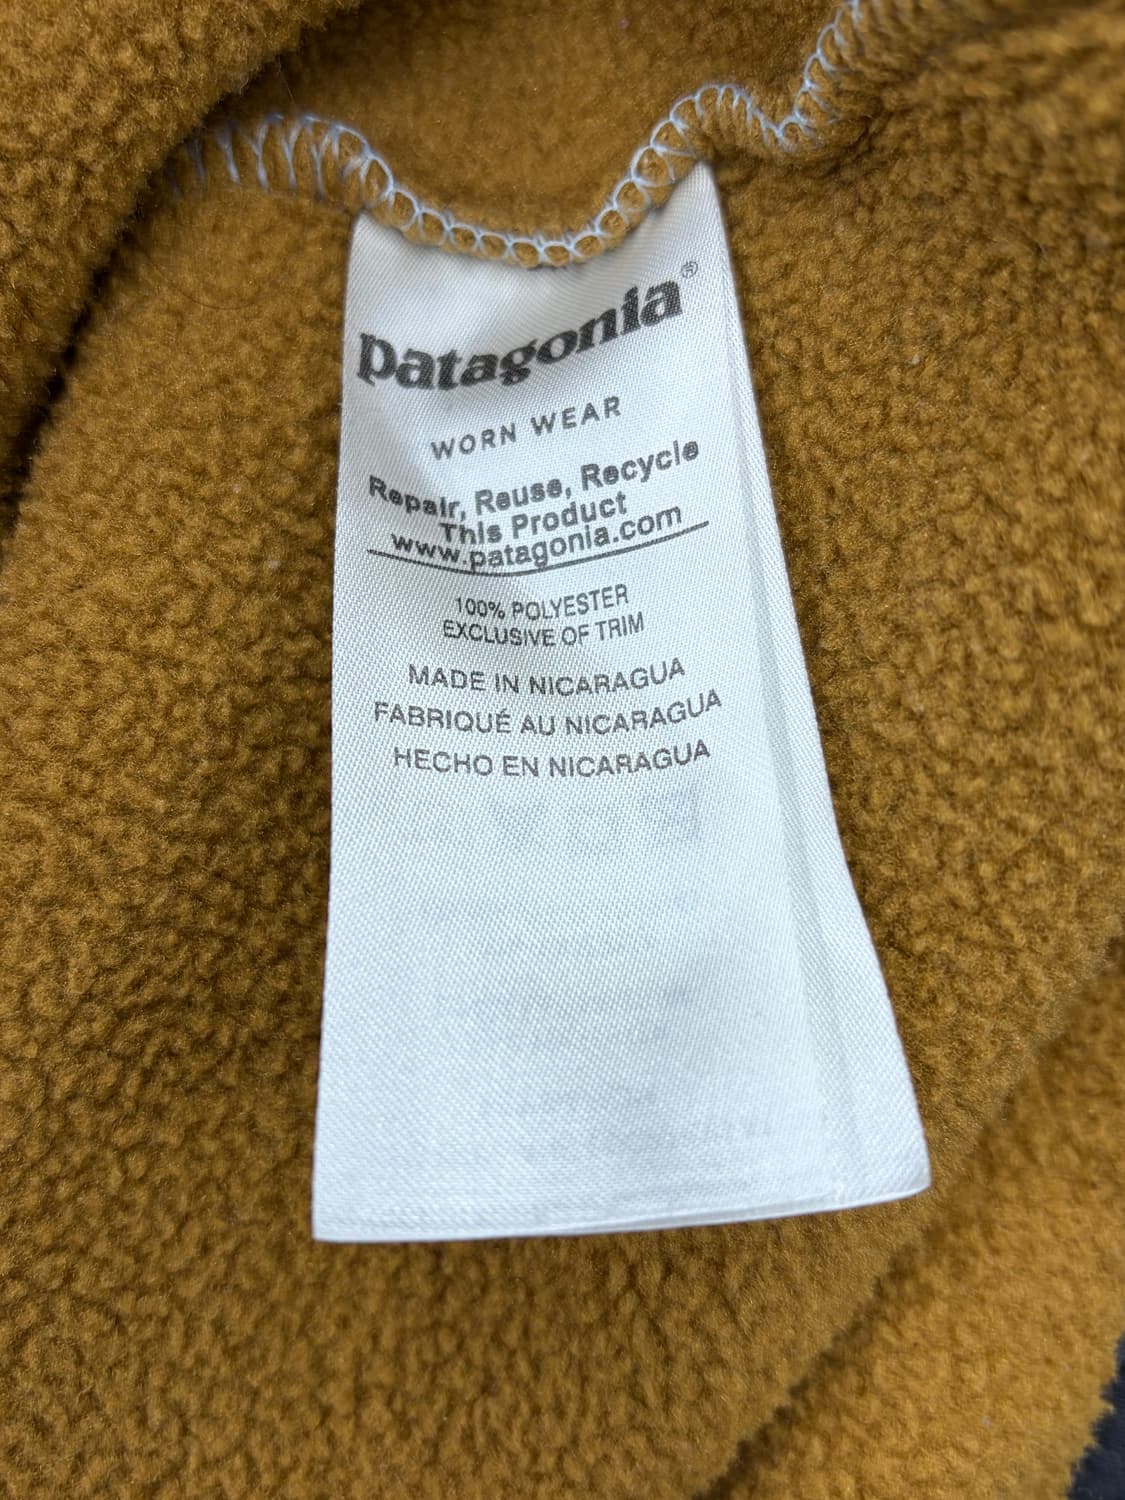 patagonia®
WORN WEAR
Repair, Reuse, Recycle
This Product
www.patagonia.com
100% POLYESTER
EXCLUSIVE OF TRIM
MADE IN NICARAGUA
FABRIQUÉ AU NICARAGUA
HECHO EN NICARAGUA